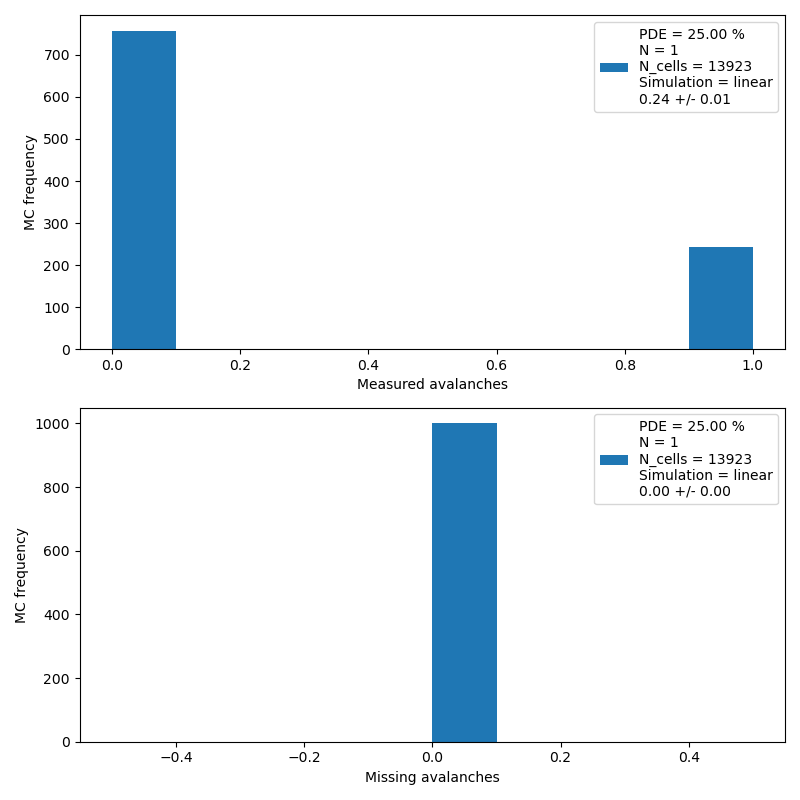 PDE = 25.00 %
N = 1
N_cells = 13923
Simulation = linear
0.24 +/- 0.01
MC frequency
700
600
500
400
300
200
100
0
0.0 0.2 0.4 0.6 0.8 1.0
Measured avalanches
PDE = 25.00 %
N = 1
N_cells = 13923
Simulation = linear
0.00 +/- 0.00
MC frequency
1000
800
600
400
200
0
−0.4 −0.2 0.0 0.2 0.4
Missing avalanches